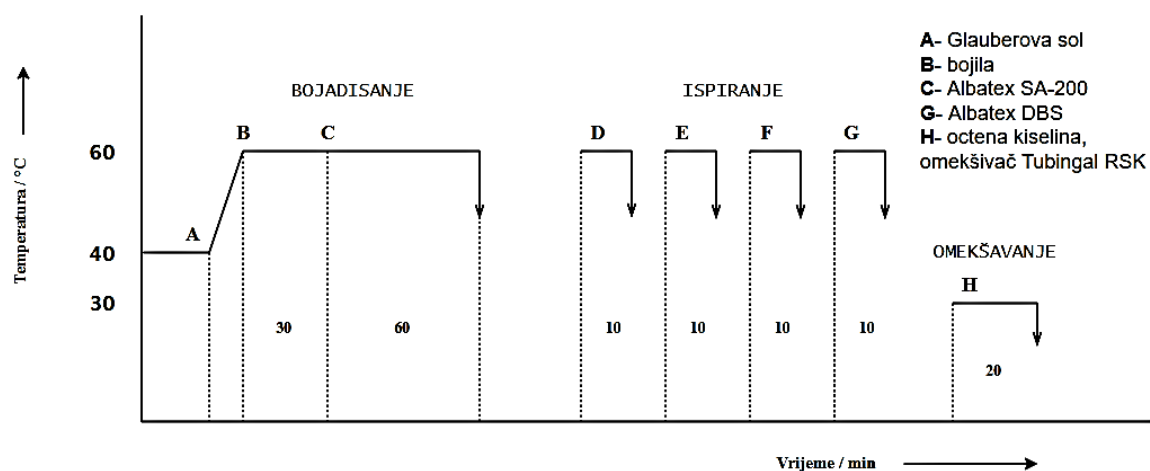 A- Glauberova sol
B- bojila
C- Albatex SA-200
G- Albatex DBS
H- octena kiselina,
omekšivač Tubingal RSK
BOJADISANJE
ISPIRANJE
B
C
D
E
F
G
60
A
40
OMEKŠAVANJE
H
30
30
60
10
10
10
10
20
Temperatura / °C
Vrijeme / min